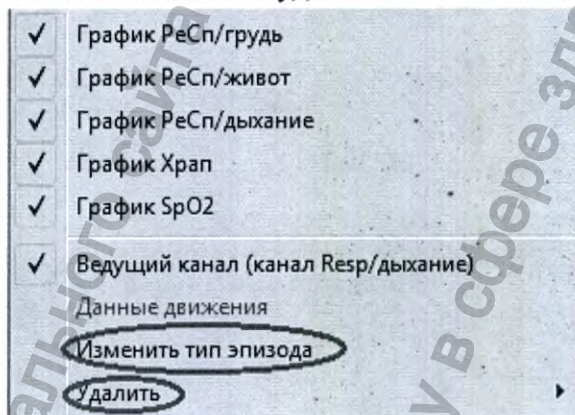 График РеСп/грудь
График РеСп/живот
График РеСп/дыхание
График Храп
График SpO2
Ведущий канал (канал Resp/дыхание)
Данные движения
Изменить тип эпизода
Удалить